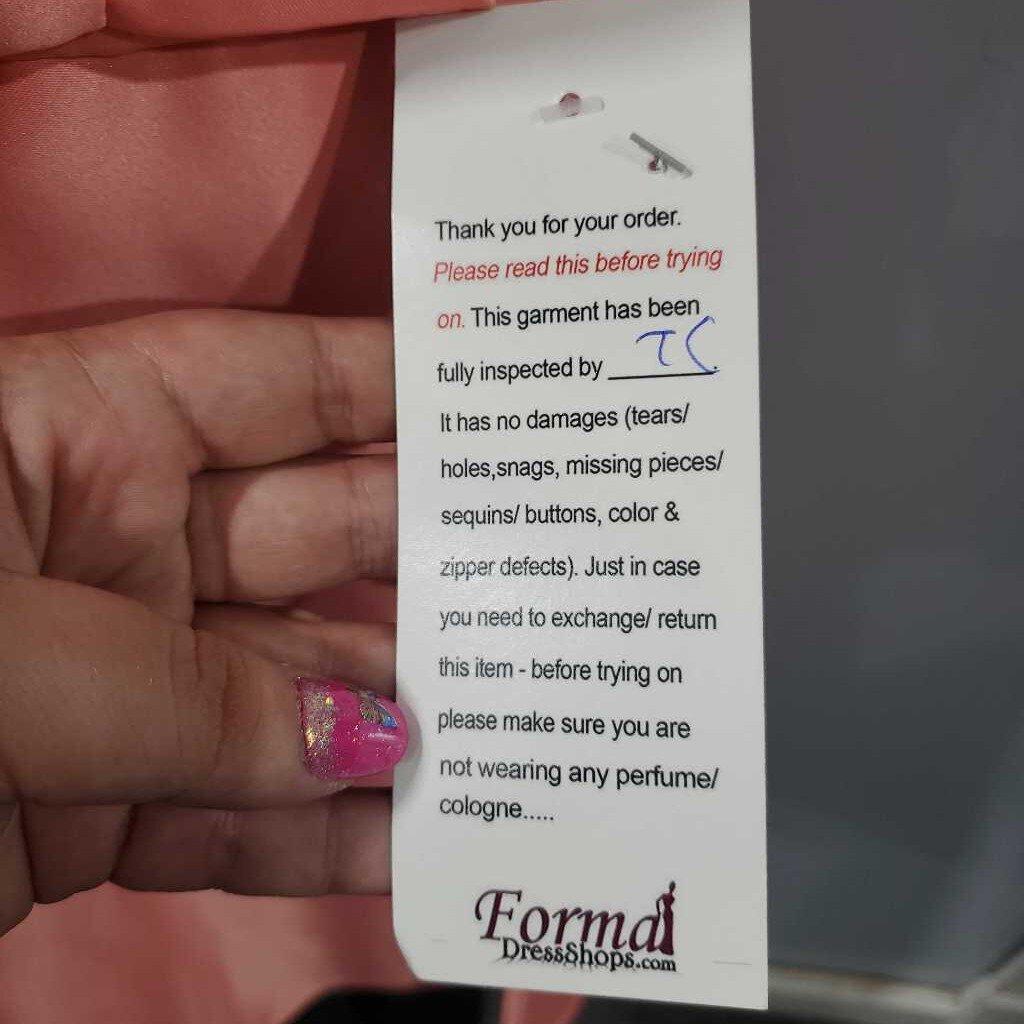 Thank you for your order.
Please read this before trying
on. This garment has been
fully inspected by TC.
It has no damages (tears/
holes,snags, missing pieces/
sequins/ buttons, color &
zipper defects). Just in case
you need to exchange/ return
this item - before trying on
please make sure you are
not wearing any perfume/
cologne.....
Formal
DressShops.com